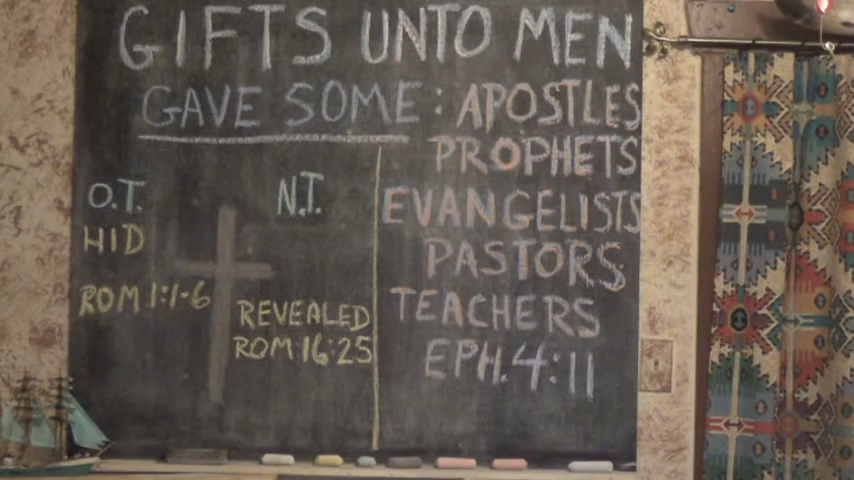 GIFTS UNTO MEN
GAVE SOME: APOSTLES
PROPHETS
EVANGELISTS
PASTORS
TEACHERS
EPH. 4:11
O.T.
HID
ROM 1:1-6
N.T.
REVEALED
ROM 16:25